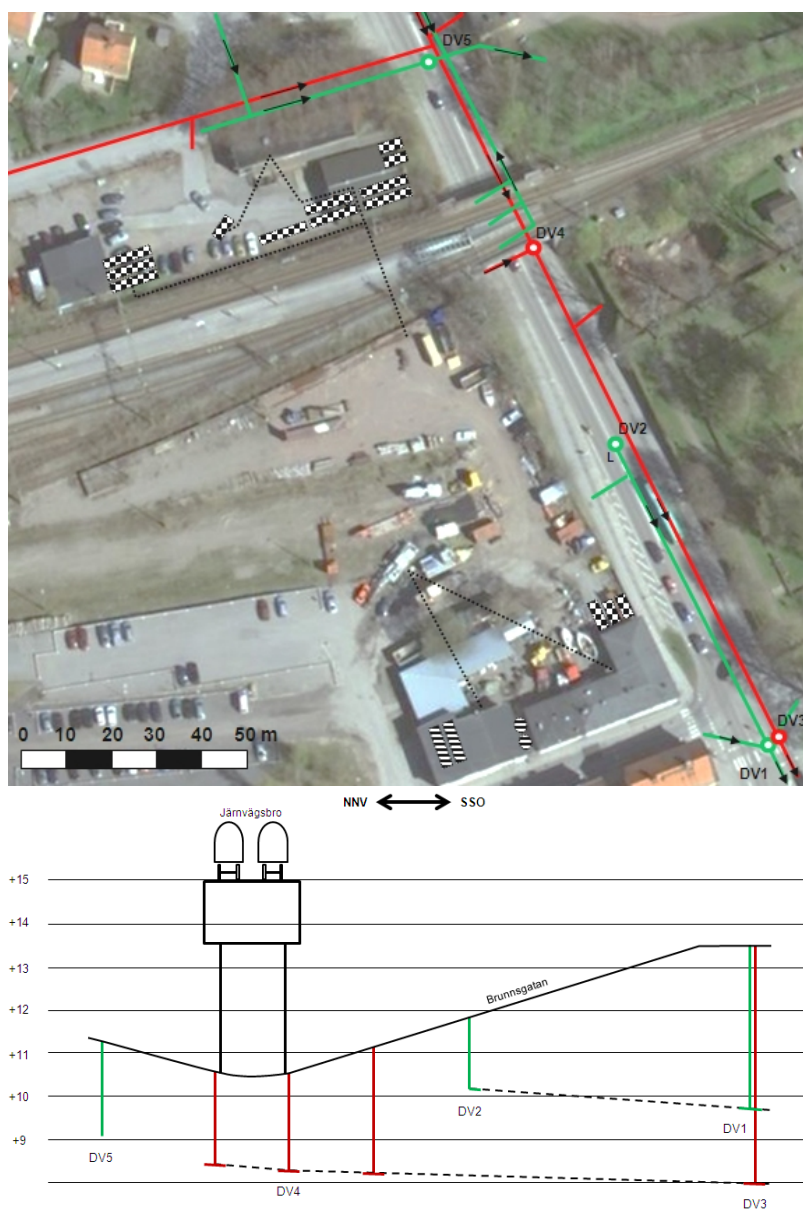 DV5
DV4
DV2
L
0 10 20 30 40 50 m
DV3
DV1
NNV SSO
Järnvägsbro
+15
+14
+13
+12
Brunnsgatan
+11
+10
DV2
DV1
+9
DV5
DV4
DV3